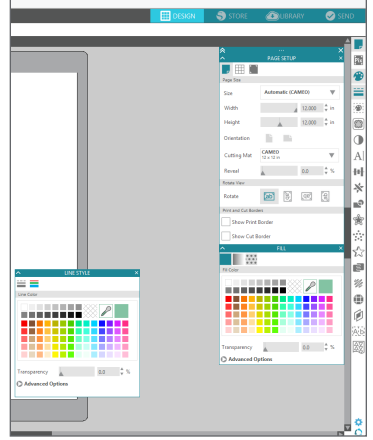 DESIGN
STORE
LIBRARY
SEND
PAGE SETUP
Page Size
Size Automatic (CAMEO)
Width 12.000 in
Height 12.000 in
Orientation
Cutting Mat CAMEO
12 x 12 in
Reveal 0.0 %
Rotate View
Rotate
Print and Cut Borders
Show Print Border
Show Cut Border
FILL
Fill Color
Transparency 0.0 %
Advanced Options
LINE STYLE
Line Color
Transparency 0.0 %
Advanced Options